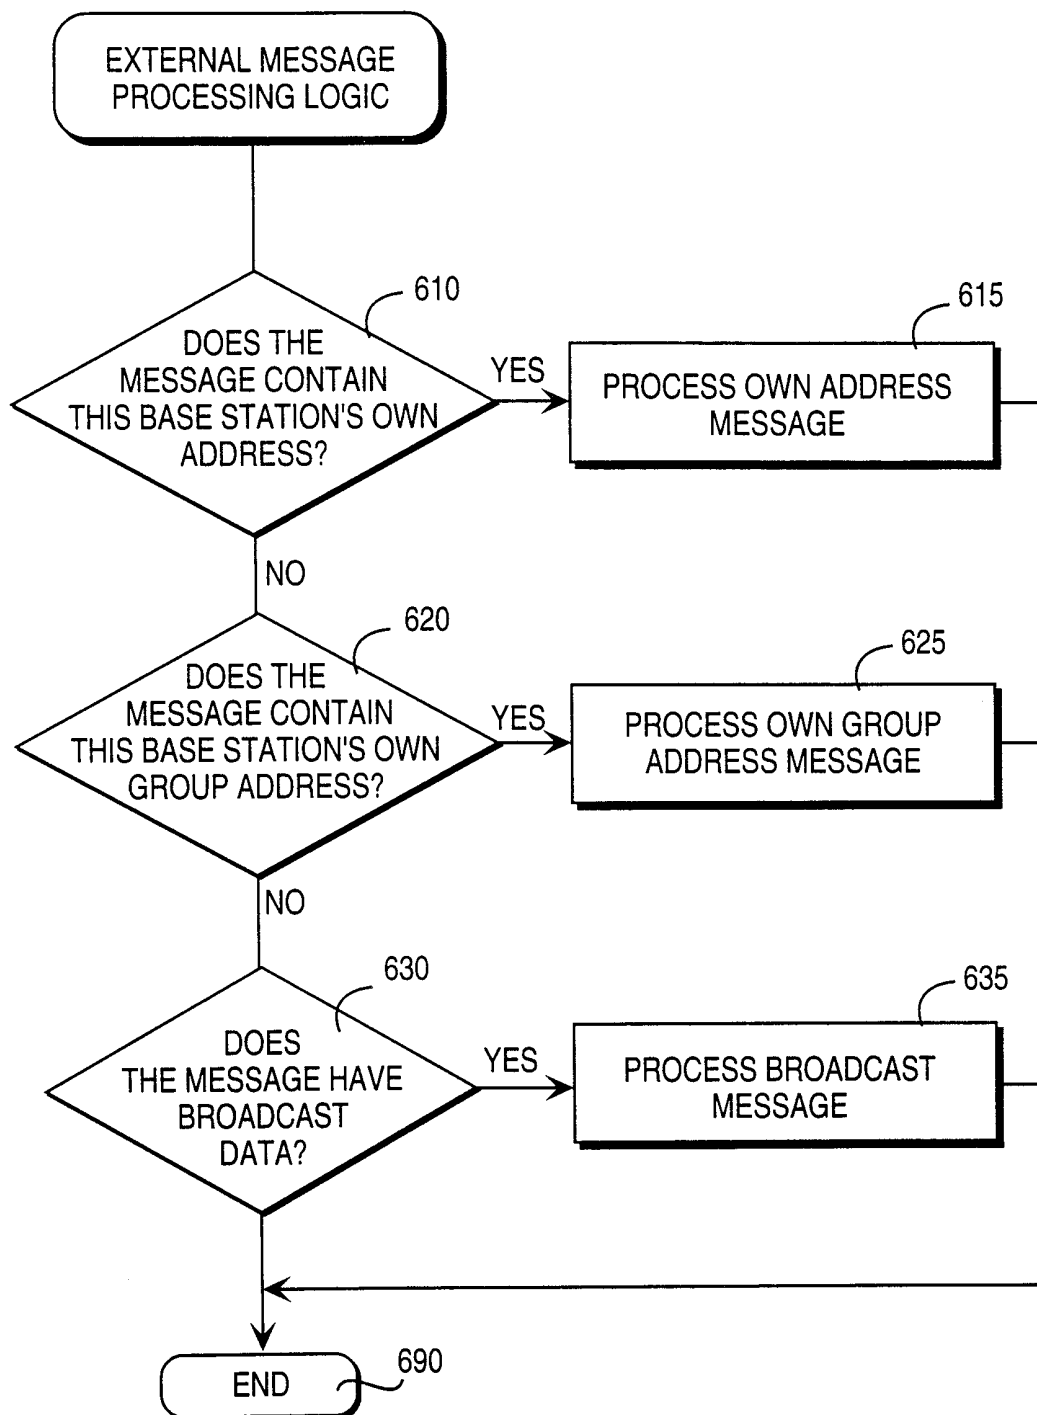 EXTERNAL MESSAGE
PROCESSING LOGIC
610
DOES THE
MESSAGE CONTAIN
THIS BASE STATION'S OWN
ADDRESS?
YES
615
PROCESS OWN ADDRESS
MESSAGE
NO
620
DOES THE
MESSAGE CONTAIN
THIS BASE STATION'S OWN
GROUP ADDRESS?
YES
625
PROCESS OWN GROUP
ADDRESS MESSAGE
NO
630
DOES
THE MESSAGE HAVE
BROADCAST
DATA?
YES
635
PROCESS BROADCAST
MESSAGE
END
690